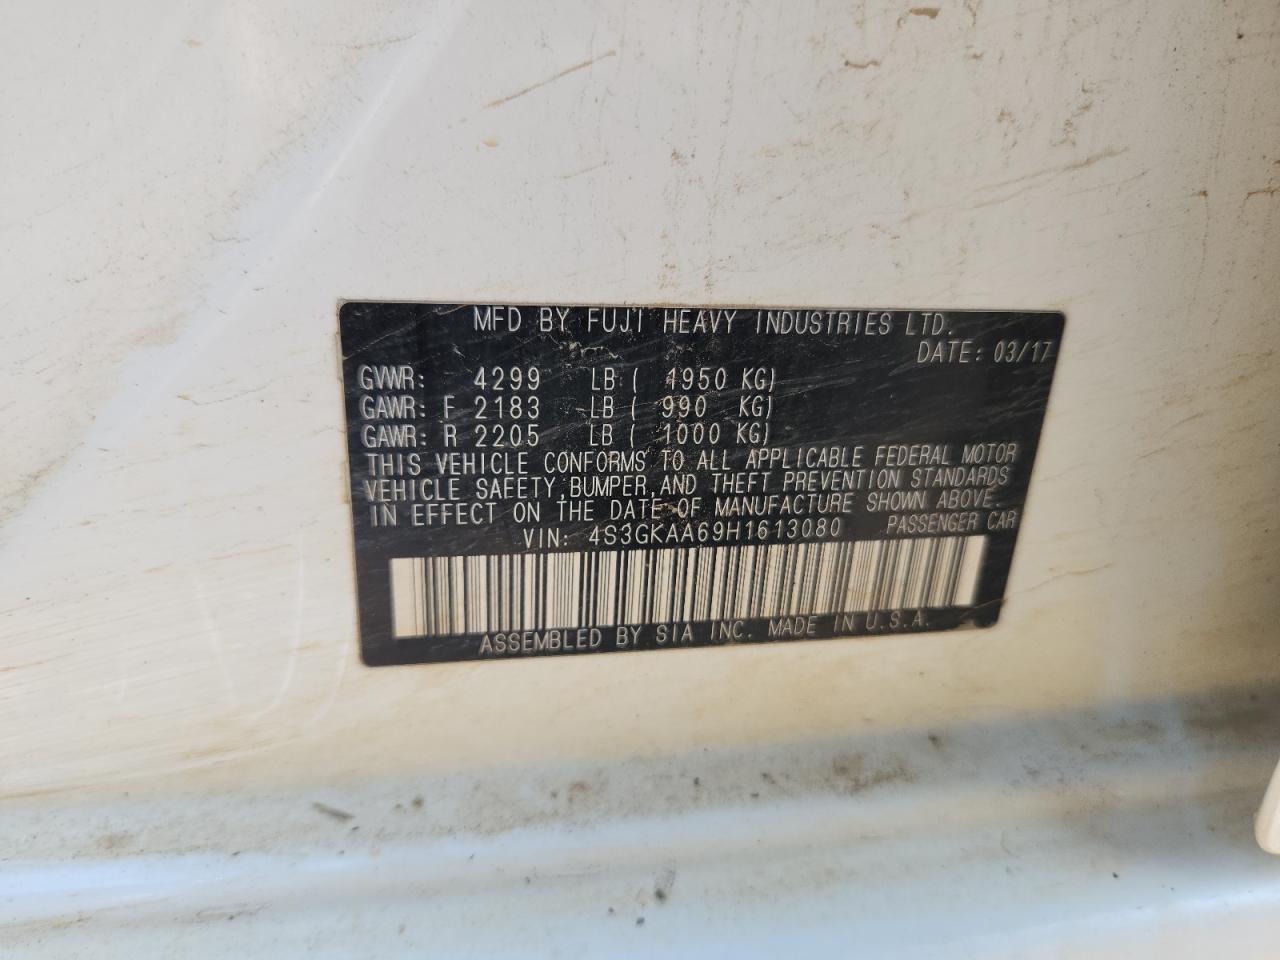 MFD BY FUJI HEAVY INDUSTRIES LTD.
DATE: 03/17
GVWR: 4299 LB ( 1950 KG)
GAWR: F 2183 LB ( 990 KG)
GAWR: R 2205 LB ( 1000 KG)
THIS VEHICLE CONFORMS TO ALL APPLICABLE FEDERAL MOTOR
VEHICLE SAFETY,BUMPER,AND THEFT PREVENTION STANDARDS
IN EFFECT ON THE DATE OF MANUFACTURE SHOWN ABOVE.
VIN: 4S3GKAA69H1613080 PASSENGER CAR
ASSEMBLED BY SIA INC. MADE IN U.S.A.